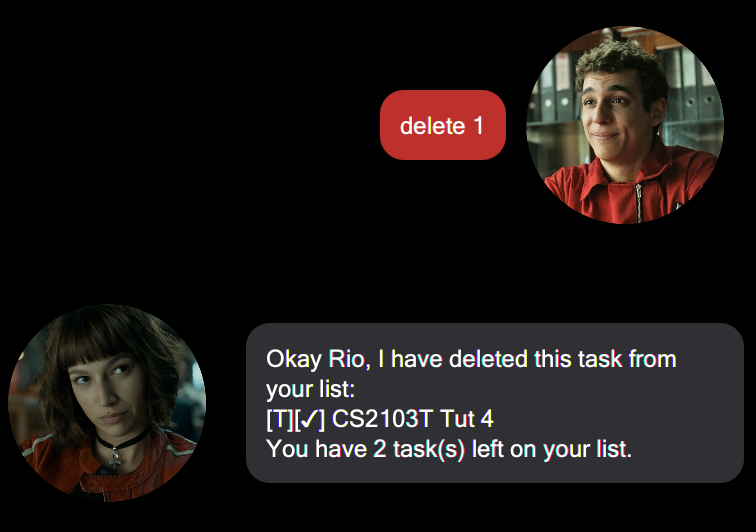 delete 1
Okay Rio, I have deleted this task from
your list:
[T][✓] CS2103T Tut 4
You have 2 task(s) left on your list.